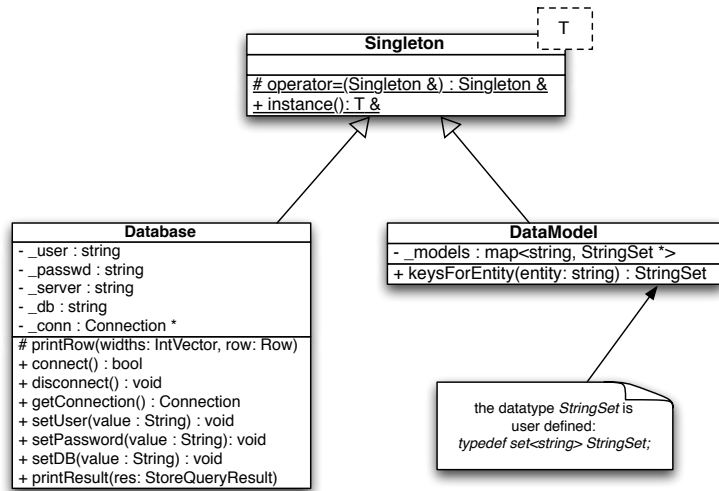 T
Singleton
# operator=(Singleton &) : Singleton &
+ instance(): T &
Database
- _user : string
- _passwd : string
- _server : string
- _db : string
- _conn : Connection *
# printRow(widths: IntVector, row: Row)
+ connect() : bool
+ disconnect() : void
+ getConnection() : Connection
+ setUser(value : String) : void
+ setPassword(value : String): void
+ setDB(value : String) : void
+ printResult(res: StoreQueryResult)
DataModel
- _models : map<string, StringSet *>
+ keysForEntity(entity: string) : StringSet
the datatype StringSet is
user defined:
typedef set<string> StringSet;